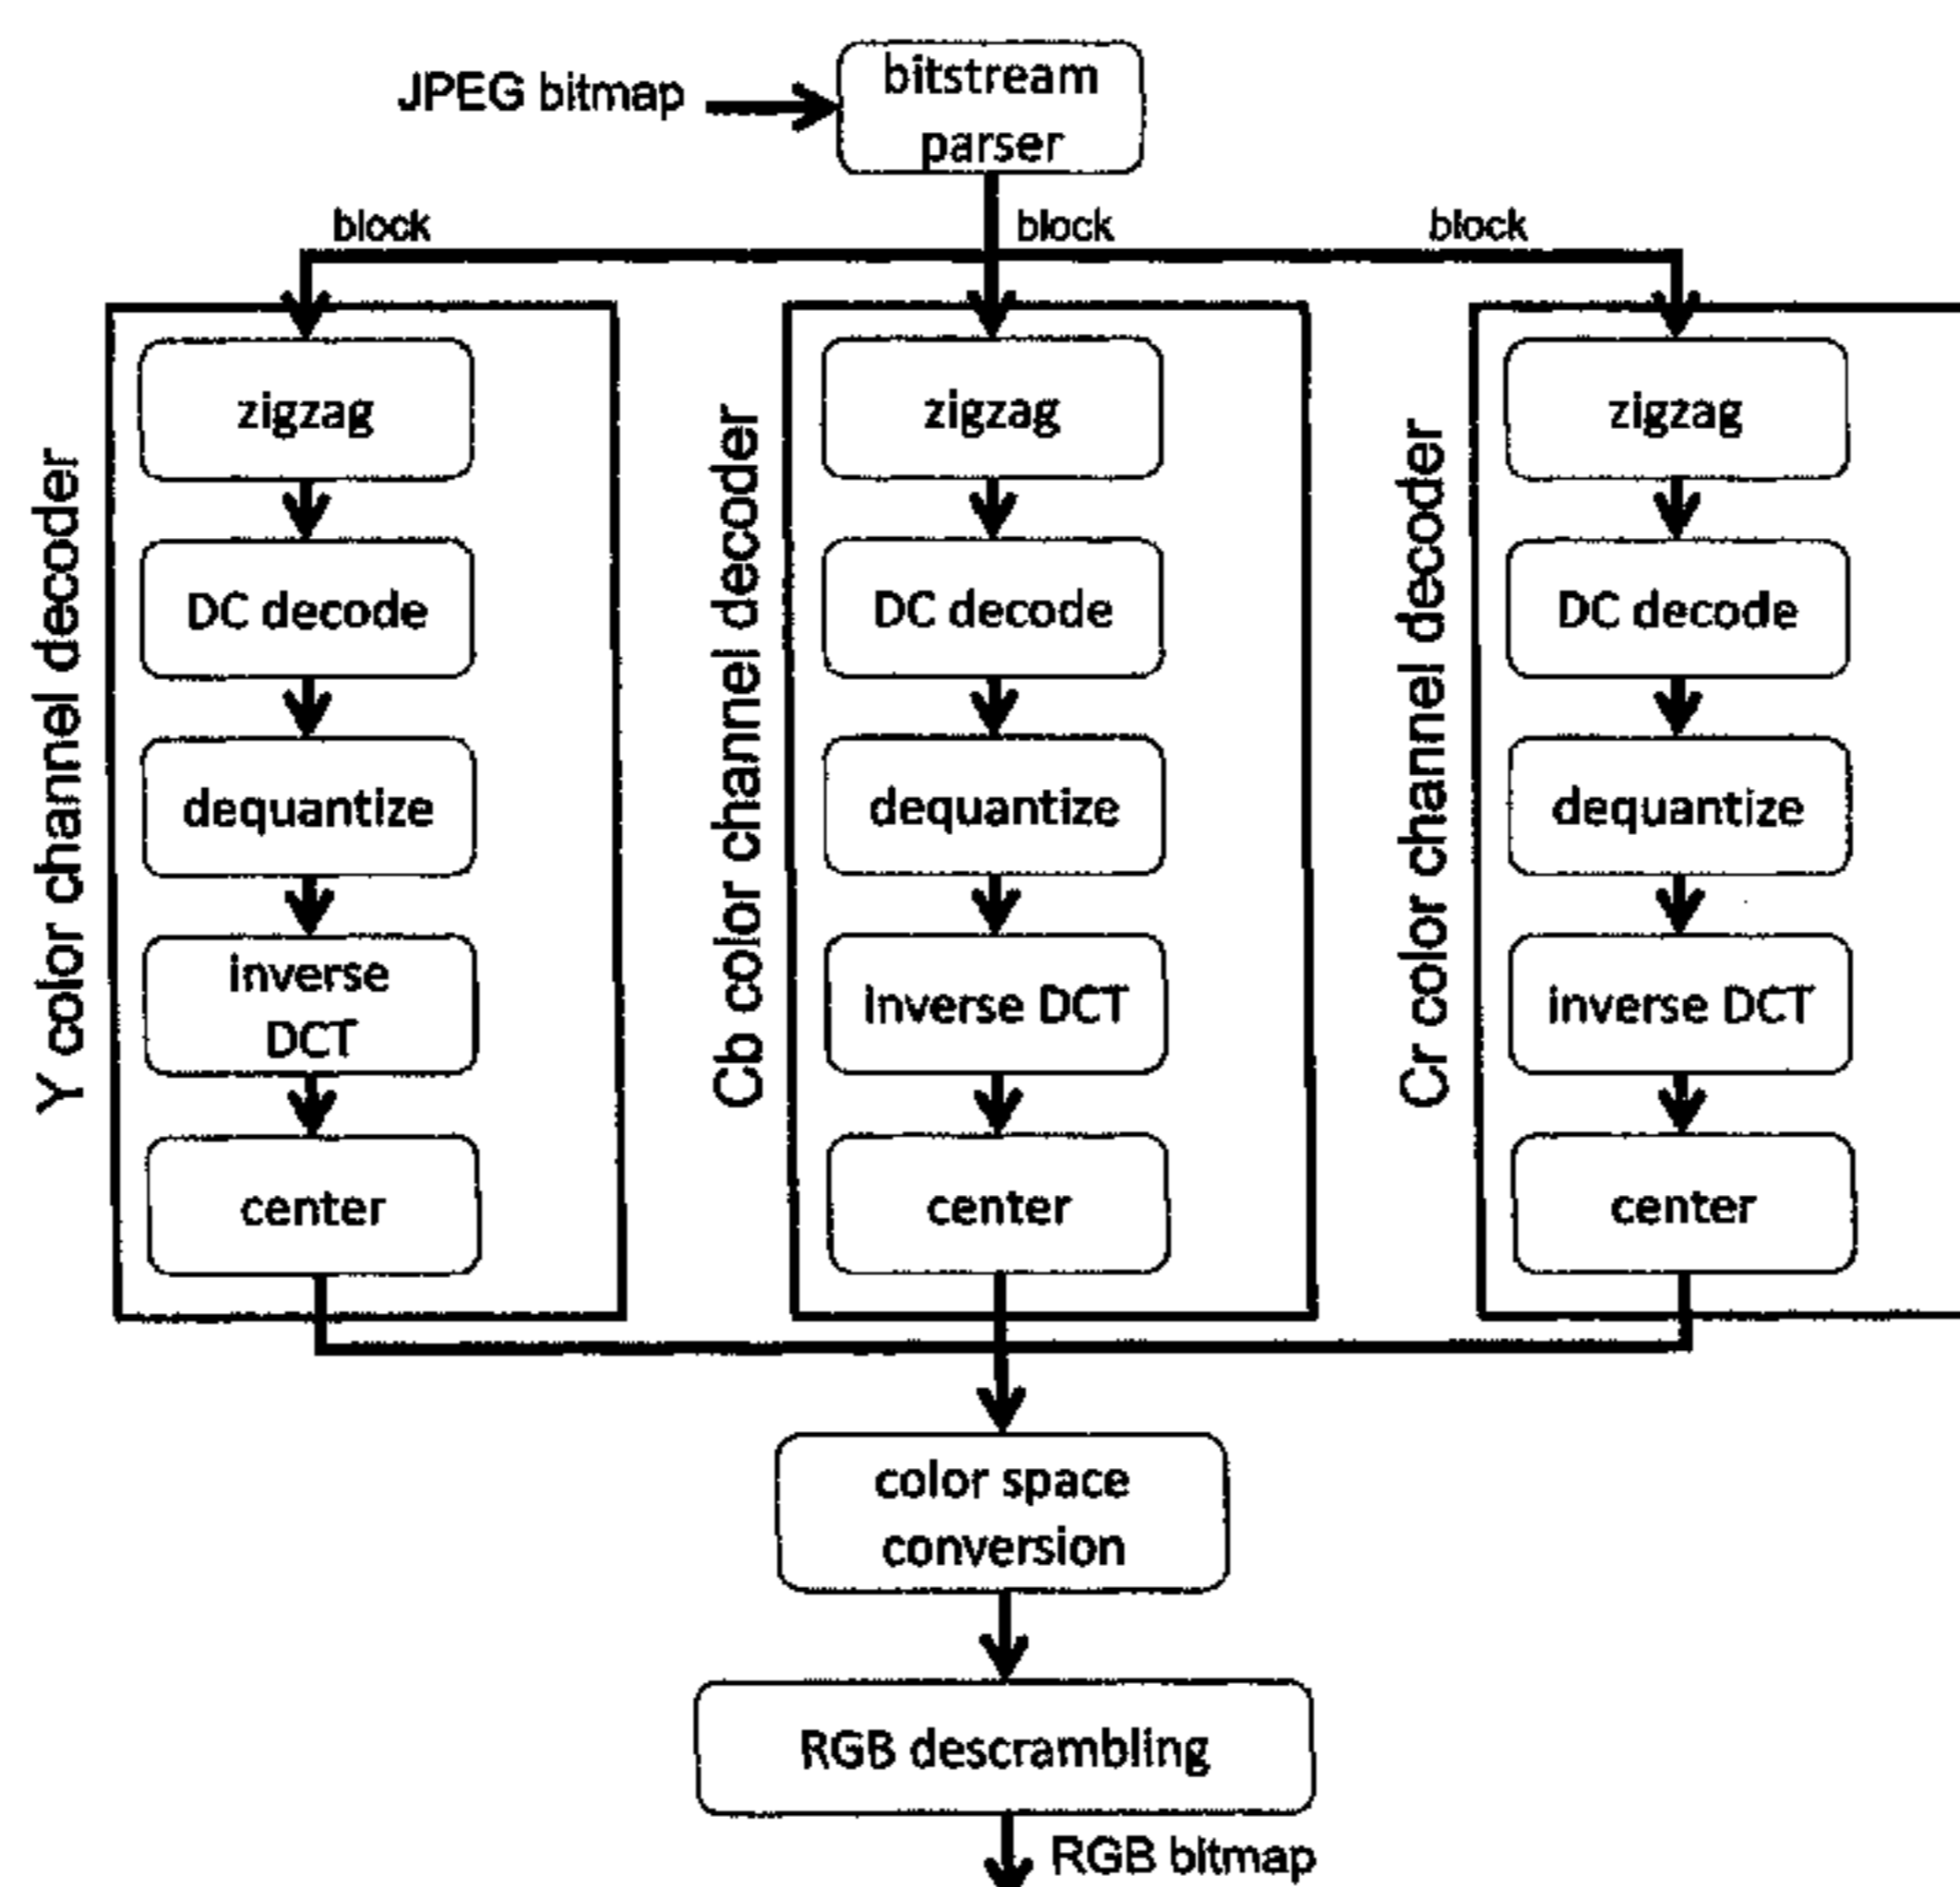 JPEG bitmap
bitstream
parser
block
block
block
Y color channel decoder
zigzag
DC decode
dequantize
inverse
DCT
center
Cb color channel decoder
zigzag
DC decode
dequantize
Inverse DCT
center
Cr color channel decoder
zigzag
DC decode
dequantize
inverse DCT
center
color space
conversion
RGB descrambling
RGB bitmap